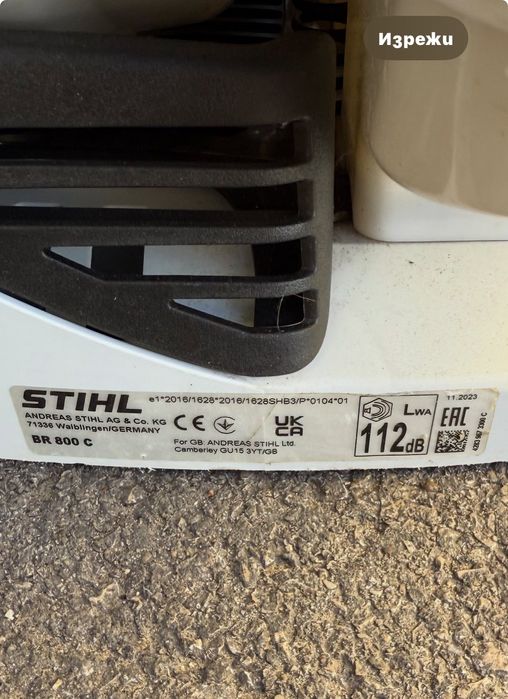 Изрежи
STIHL
ANDREAS STIHL AG & Co. KG
71336 Waiblingen/GERMANY
BR 800 C
e1*2016/1628*2016/1628SHB3/P*0104*01
CE
UK
CA
For GB: ANDREAS STIHL Ltd.
Camberley GU15 3YT/GB
LWA
112dB
11.2023
EAC